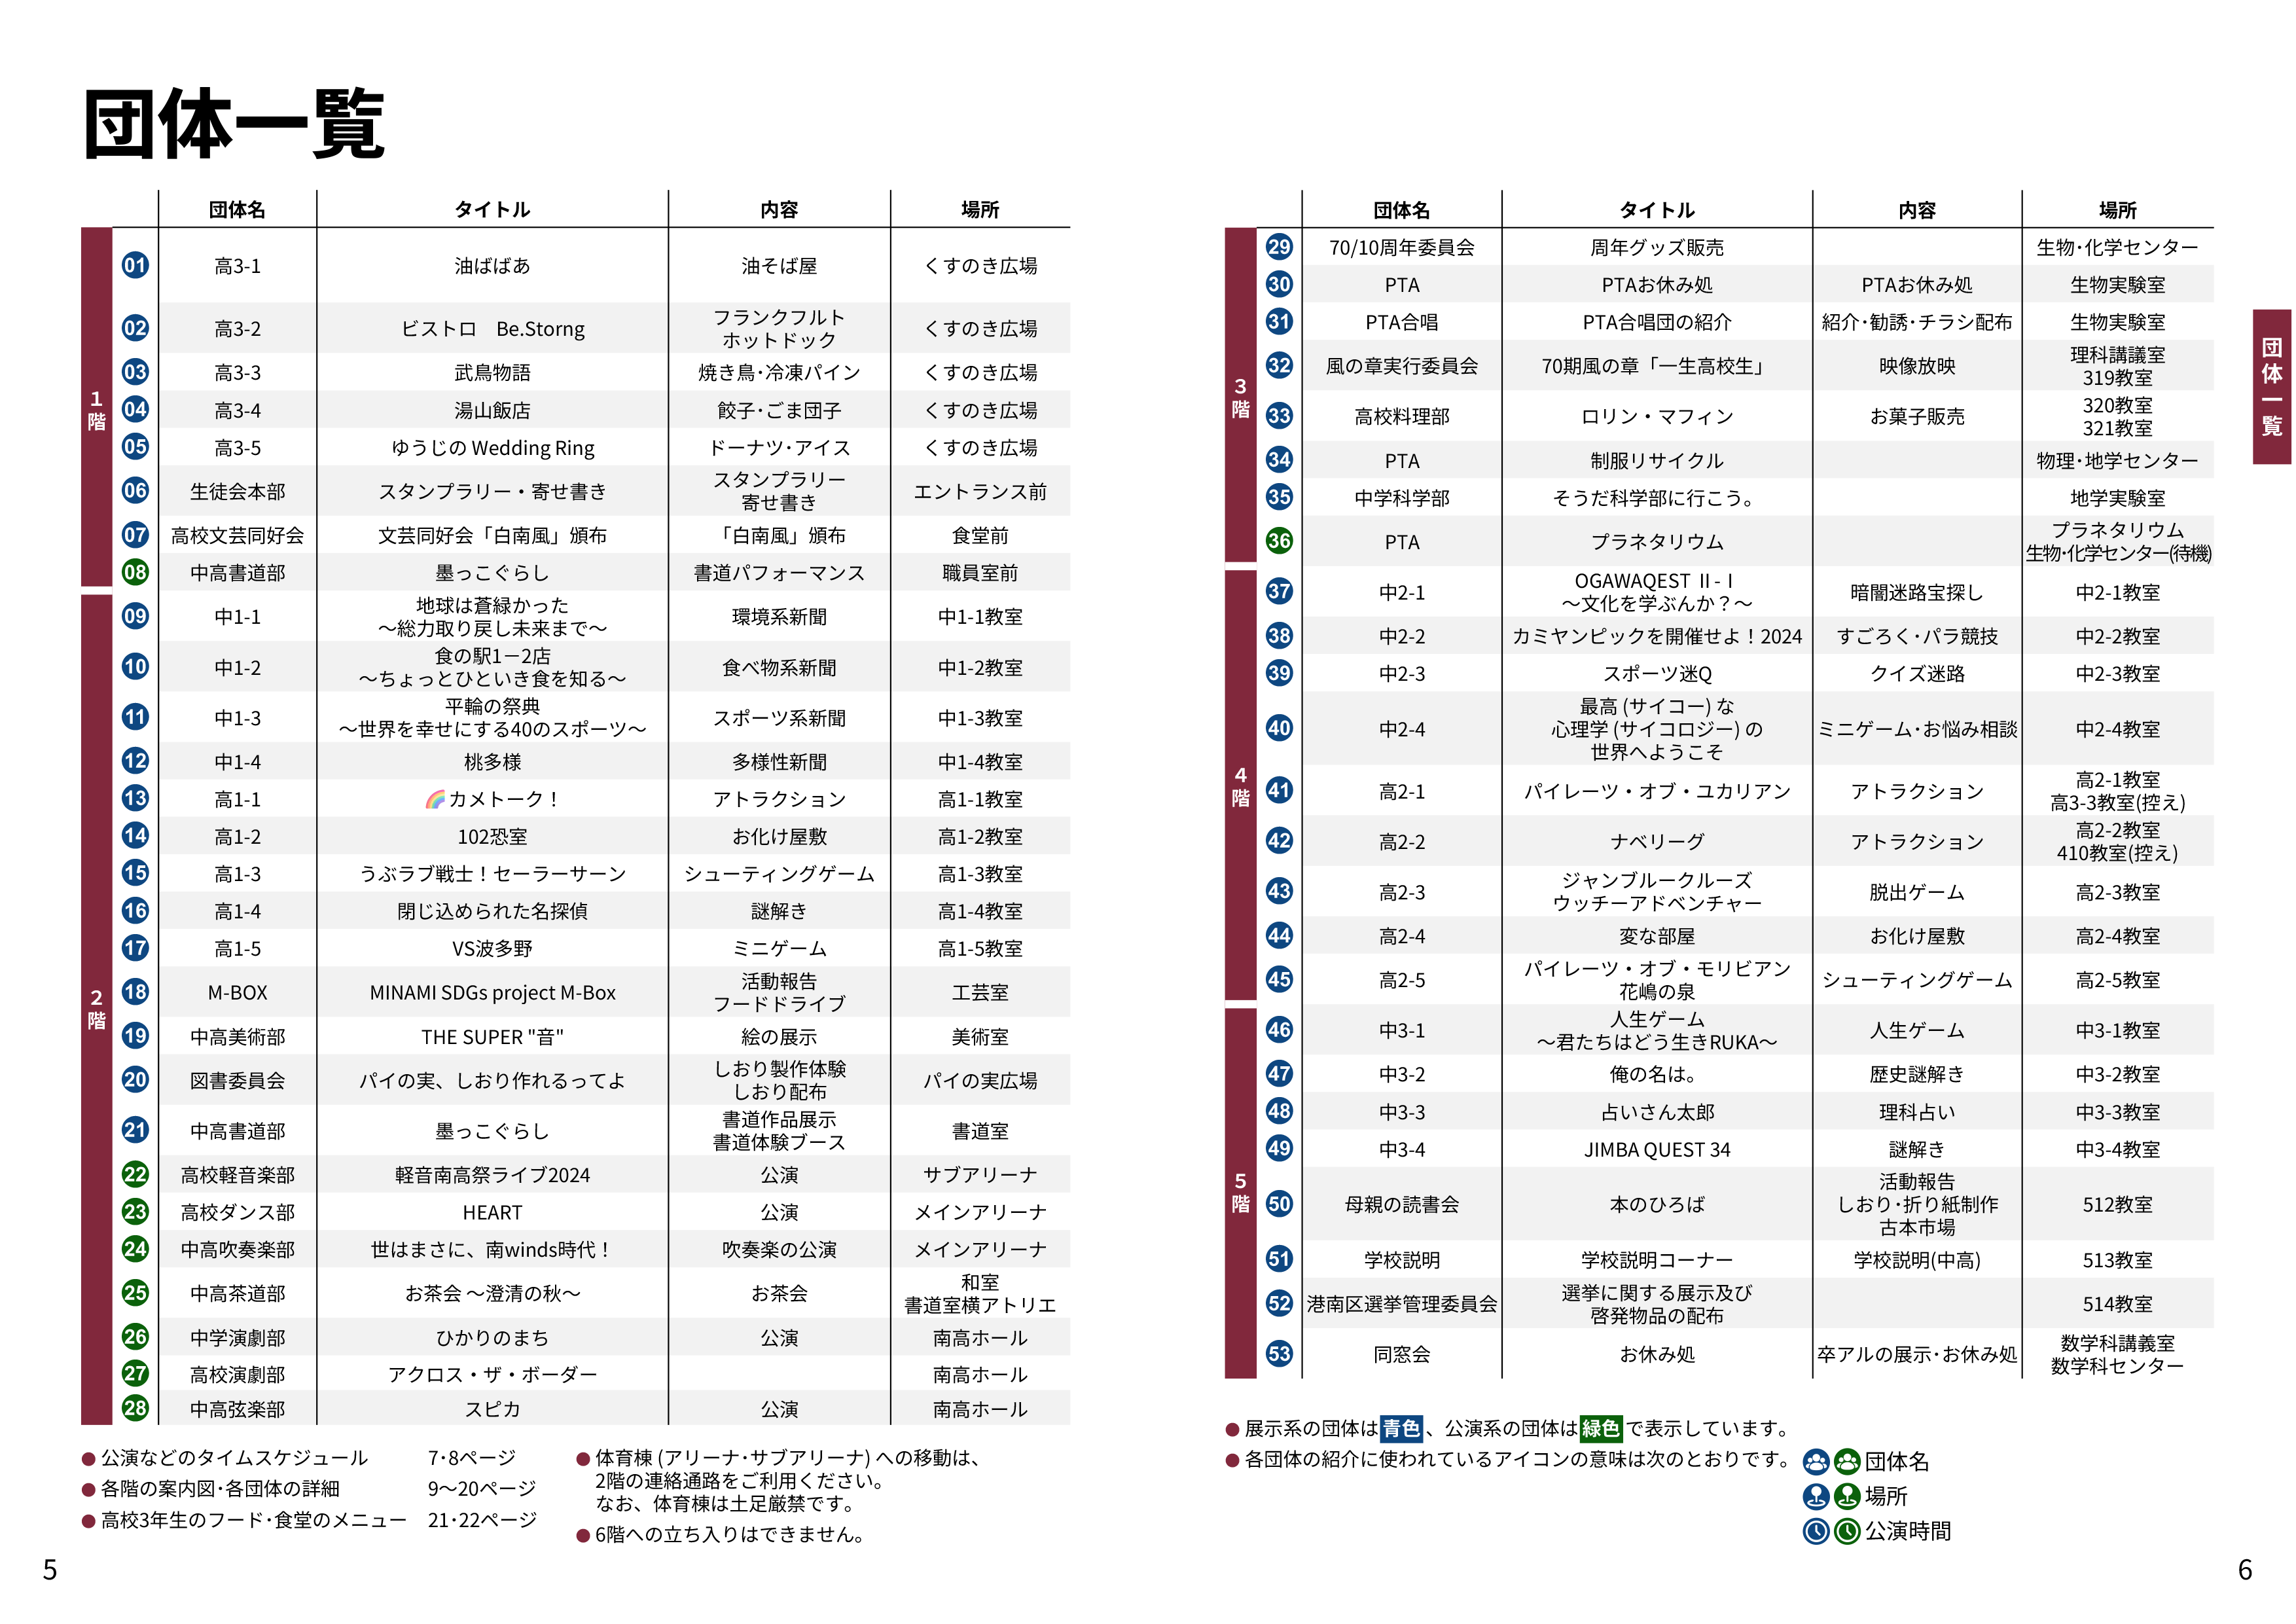 団体一覧
団体名 タイトル 内容 場所
1階
01 高3-1 油ばばあ 油そば屋 くすのき広場
02 高3-2 ビストロ　Be.Storng フランクフルト
ホットドック くすのき広場
03 高3-3 武鳥物語 焼き鳥･冷凍パイン くすのき広場
04 高3-4 湯山飯店 餃子･ごま団子 くすのき広場
05 高3-5 ゆうじの Wedding Ring ドーナツ･アイス くすのき広場
06 生徒会本部 スタンプラリー・寄せ書き スタンプラリー
寄せ書き エントランス前
07 高校文芸同好会 文芸同好会「白南風」頒布 「白南風」頒布 食堂前
08 中高書道部 墨っこぐらし 書道パフォーマンス 職員室前
2階
09 中1-1 地球は蒼緑かった
～総力取り戻し未来まで～ 環境系新聞 中1-1教室
10 中1-2 食の駅1－2店
～ちょっとひといき食を知る～ 食べ物系新聞 中1-2教室
11 中1-3 平輪の祭典
～世界を幸せにする40のスポーツ～ スポーツ系新聞 中1-3教室
12 中1-4 桃多様 多様性新聞 中1-4教室
13 高1-1 🌈カメトーク！ アトラクション 高1-1教室
14 高1-2 102恐室 お化け屋敷 高1-2教室
15 高1-3 うぶラブ戦士！セーラーサーン シューティングゲーム 高1-3教室
16 高1-4 閉じ込められた名探偵 謎解き 高1-4教室
17 高1-5 VS波多野 ミニゲーム 高1-5教室
18 M-BOX MINAMI SDGs project M-Box 活動報告
フードドライブ 工芸室
19 中高美術部 THE SUPER "音" 絵の展示 美術室
20 図書委員会 パイの実、しおり作れるってよ しおり製作体験
しおり配布 パイの実広場
21 中高書道部 墨っこぐらし 書道作品展示
書道体験ブース 書道室
22 高校軽音楽部 軽音南高祭ライブ2024 公演 サブアリーナ
23 高校ダンス部 HEART 公演 メインアリーナ
24 中高吹奏楽部 世はまさに、南winds時代！ 吹奏楽の公演 メインアリーナ
25 中高茶道部 お茶会 ～澄清の秋～ お茶会 和室
書道室横アトリエ
26 中学演劇部 ひかりのまち 公演 南高ホール
27 高校演劇部 アクロス・ザ・ボーダー 南高ホール
28 中高弦楽部 スピカ 公演 南高ホール
● 公演などのタイムスケジュール 7･8ページ
● 各階の案内図･各団体の詳細 9～20ページ
● 高校3年生のフード･食堂のメニュー 21･22ページ
● 体育棟 (アリーナ･サブアリーナ) への移動は、
2階の連絡通路をご利用ください。
なお、体育棟は土足厳禁です。
● 6階への立ち入りはできません。
5
団体名 タイトル 内容 場所
3階
29 70/10周年委員会 周年グッズ販売 生物･化学センター
30 PTA PTAお休み処 PTAお休み処 生物実験室
31 PTA合唱 PTA合唱団の紹介 紹介･勧誘･チラシ配布 生物実験室
32 風の章実行委員会 70期風の章「一生高校生」 映像放映 理科講議室
319教室
33 高校料理部 ロリン・マフィン お菓子販売 320教室
321教室
34 PTA 制服リサイクル 物理･地学センター
35 中学科学部 そうだ科学部に行こう。 地学実験室
36 PTA プラネタリウム プラネタリウム
生物･化学センター(待機)
4階
37 中2-1 OGAWAQEST Ⅱ - Ⅰ
～文化を学ぶんか？～ 暗闇迷路宝探し 中2-1教室
38 中2-2 カミヤンピックを開催せよ！2024 すごろく･パラ競技 中2-2教室
39 中2-3 スポーツ迷Q クイズ迷路 中2-3教室
40 中2-4 最高 (サイコー) な
心理学 (サイコロジー) の
世界へようこそ ミニゲーム･お悩み相談 中2-4教室
41 高2-1 パイレーツ・オブ・ユカリアン アトラクション 高2-1教室
高3-3教室(控え)
42 高2-2 ナベリーグ アトラクション 高2-2教室
410教室(控え)
43 高2-3 ジャンブルークルーズ
ウッチーアドベンチャー 脱出ゲーム 高2-3教室
44 高2-4 変な部屋 お化け屋敷 高2-4教室
45 高2-5 パイレーツ・オブ・モリビアン
花嶋の泉 シューティングゲーム 高2-5教室
5階
46 中3-1 人生ゲーム
～君たちはどう生きRUKA～ 人生ゲーム 中3-1教室
47 中3-2 俺の名は。 歴史謎解き 中3-2教室
48 中3-3 占いさん太郎 理科占い 中3-3教室
49 中3-4 JIMBA QUEST 34 謎解き 中3-4教室
50 母親の読書会 本のひろば 活動報告
しおり･折り紙制作
古本市場 512教室
51 学校説明 学校説明コーナー 学校説明(中高) 513教室
52 港南区選挙管理委員会 選挙に関する展示及び
啓発物品の配布 514教室
53 同窓会 お休み処 卒アルの展示･お休み処 数学科講義室
数学科センター
● 展示系の団体は青色、公演系の団体は緑色で表示しています。
● 各団体の紹介に使われているアイコンの意味は次のとおりです。
団体名
場所
公演時間
団体一覧
6